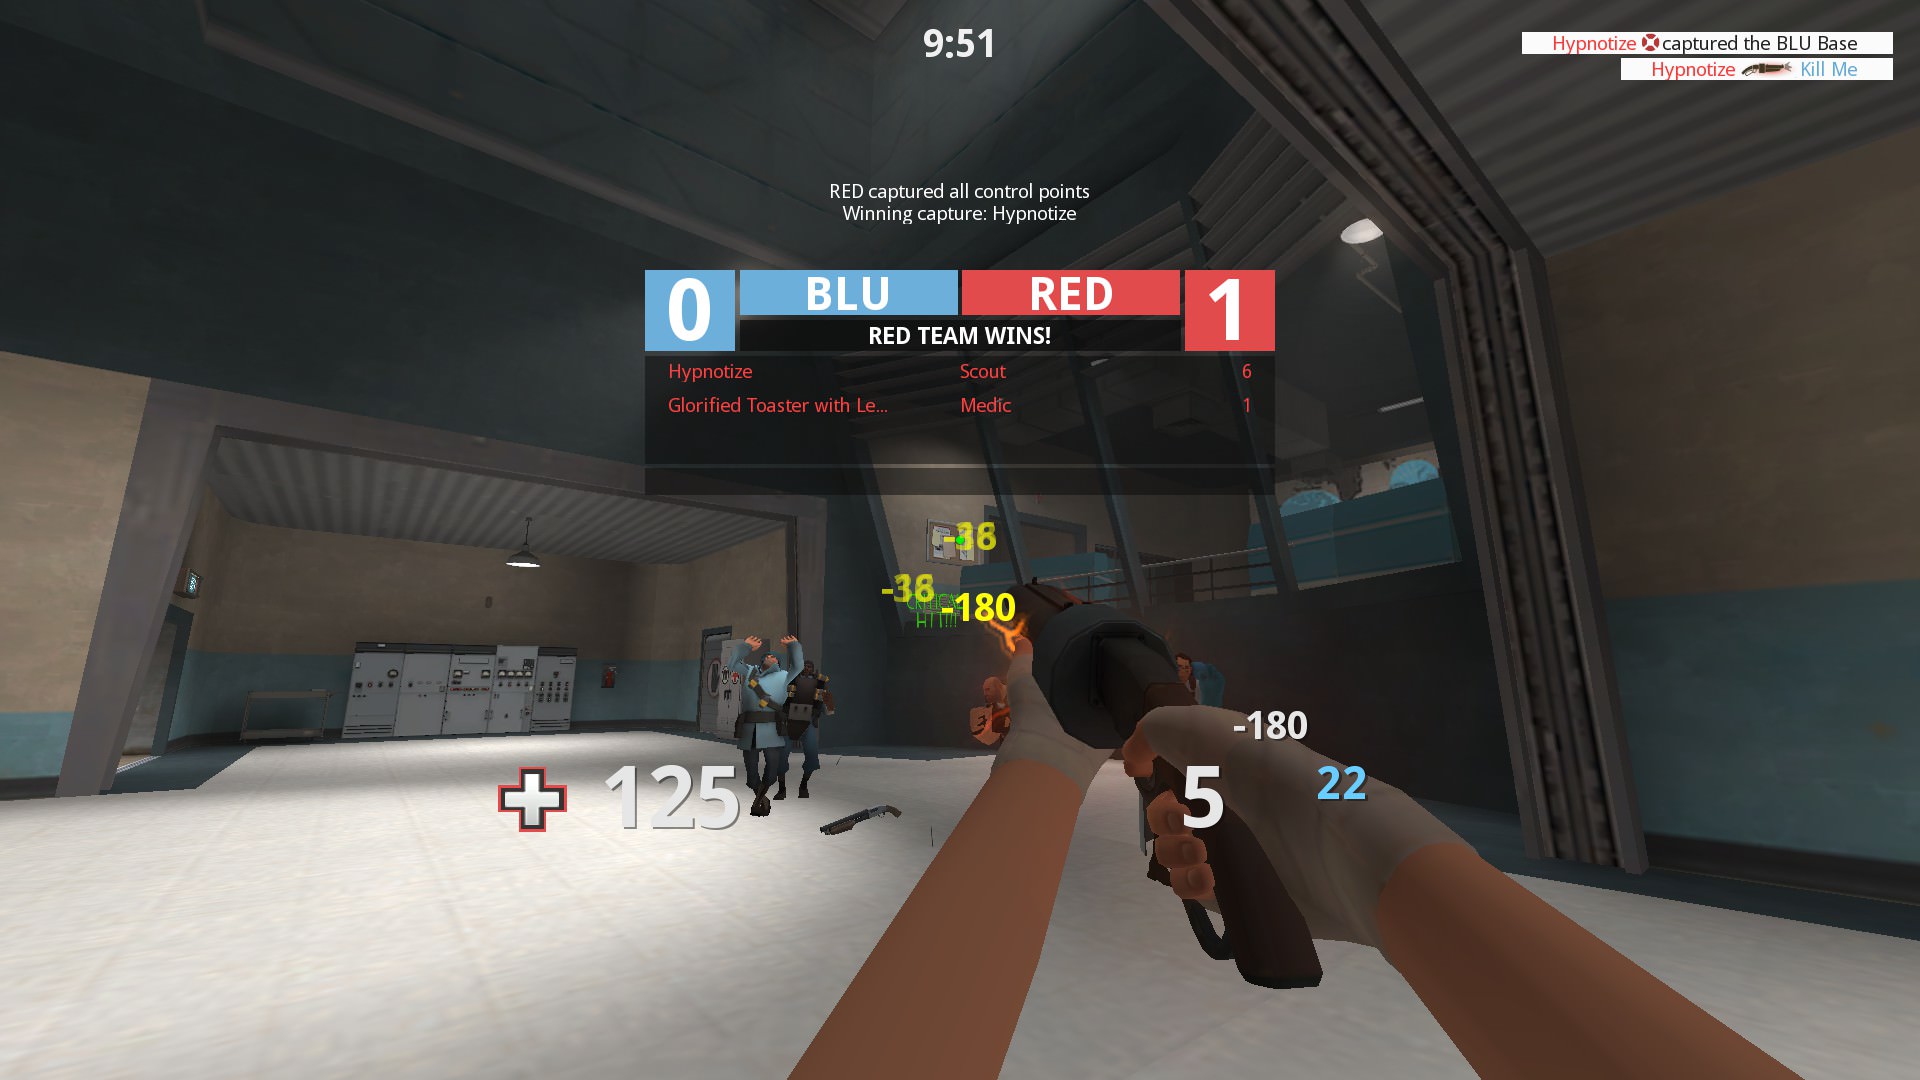 9:51
Hypnotize captured the BLU Base
Hypnotize Kill Me
RED captured all control points
Winning capture: Hypnotize
0 BLU RED 1
RED TEAM WINS!
Hypnotize Scout 6
Glorified Toaster with Le... Medic 1
-38
-38
-180
CRITICAL
HIT!!!
-180
125
5
22